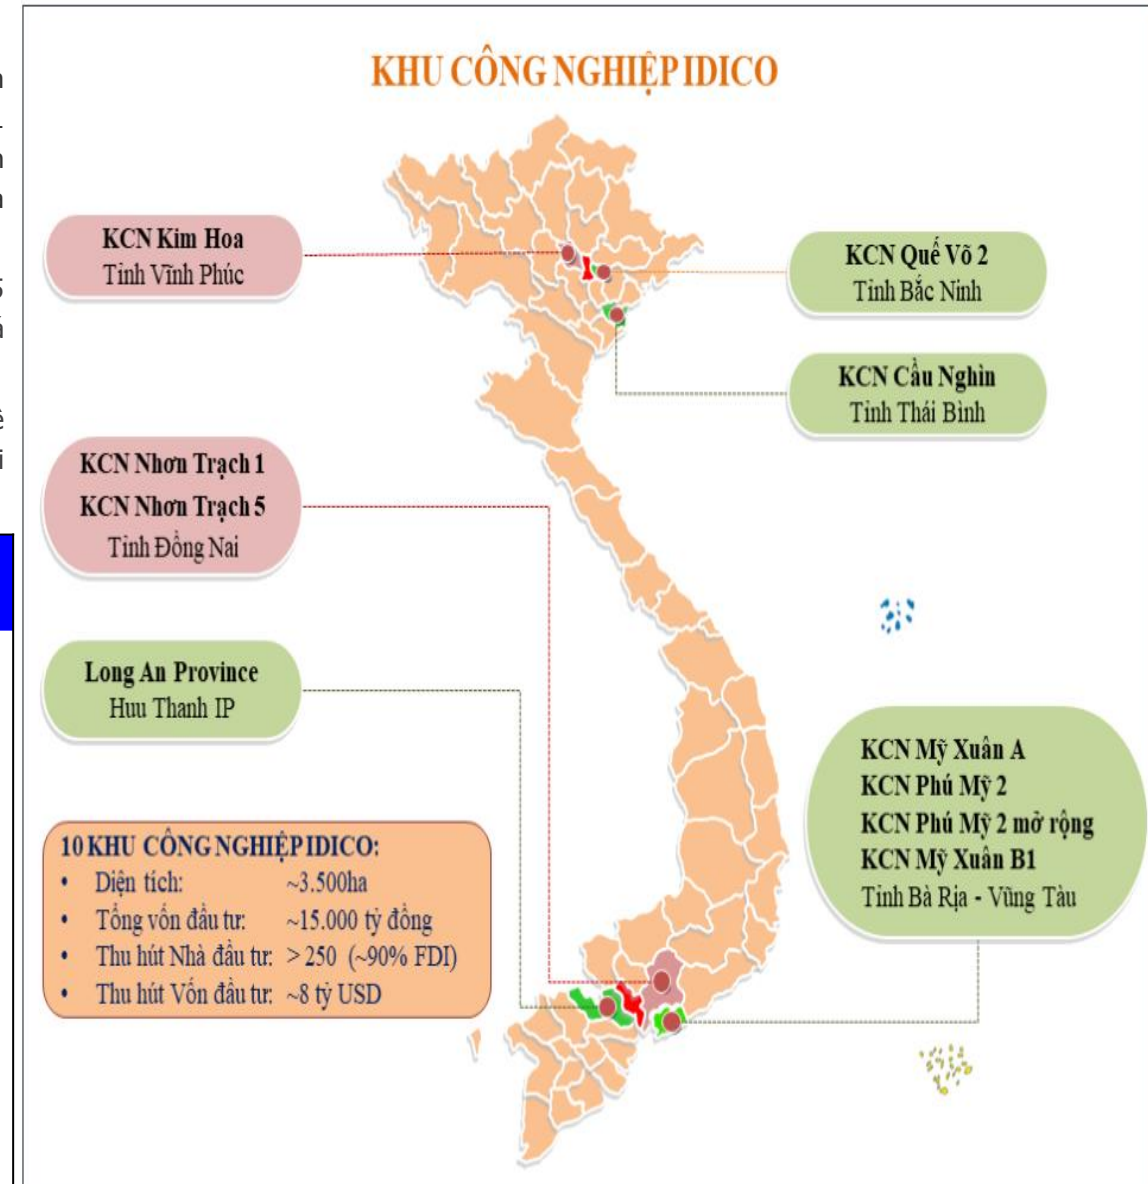 KHU CÔNG NGHIỆP IDICO
KCN Kim Hoa
Tỉnh Vĩnh Phúc
KCN Quế Võ 2
Tỉnh Bắc Ninh
KCN Cầu Nghìn
Tỉnh Thái Bình
KCN Nhơn Trạch 1
KCN Nhơn Trạch 5
Tỉnh Đồng Nai
Long An Province
Huu Thanh IP
KCN Mỹ Xuân A
KCN Phú Mỹ 2
KCN Phú Mỹ 2 mở rộng
KCN Mỹ Xuân B1
Tỉnh Bà Rịa - Vũng Tàu
10 KHU CÔNG NGHIỆP IDICO:
• Diện tích: ~3.500ha
• Tổng vốn đầu tư: ~15.000 tỷ đồng
• Thu hút Nhà đầu tư: > 250 (~90% FDI)
• Thu hút Vốn đầu tư: ~8 tỷ USD